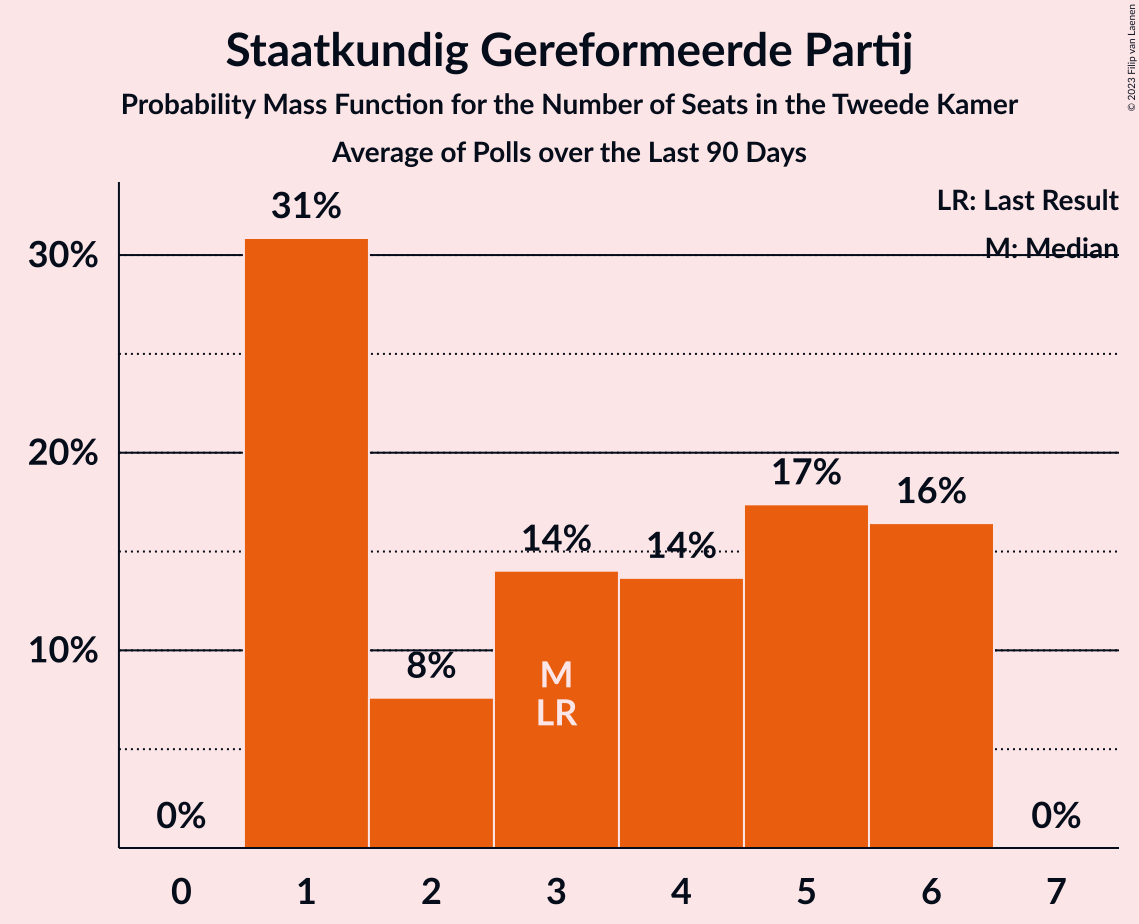 Staatkundig Gereformeerde Partij
Probability Mass Function for the Number of Seats in the Tweede Kamer
Average of Polls over the Last 90 Days
© 2023 Filip van Laenen
LR: Last Result
M: Median
30%
20%
10%
0%
31%
8%
14%
14%
17%
16%
0%
M
LR
0 1 2 3 4 5 6 7